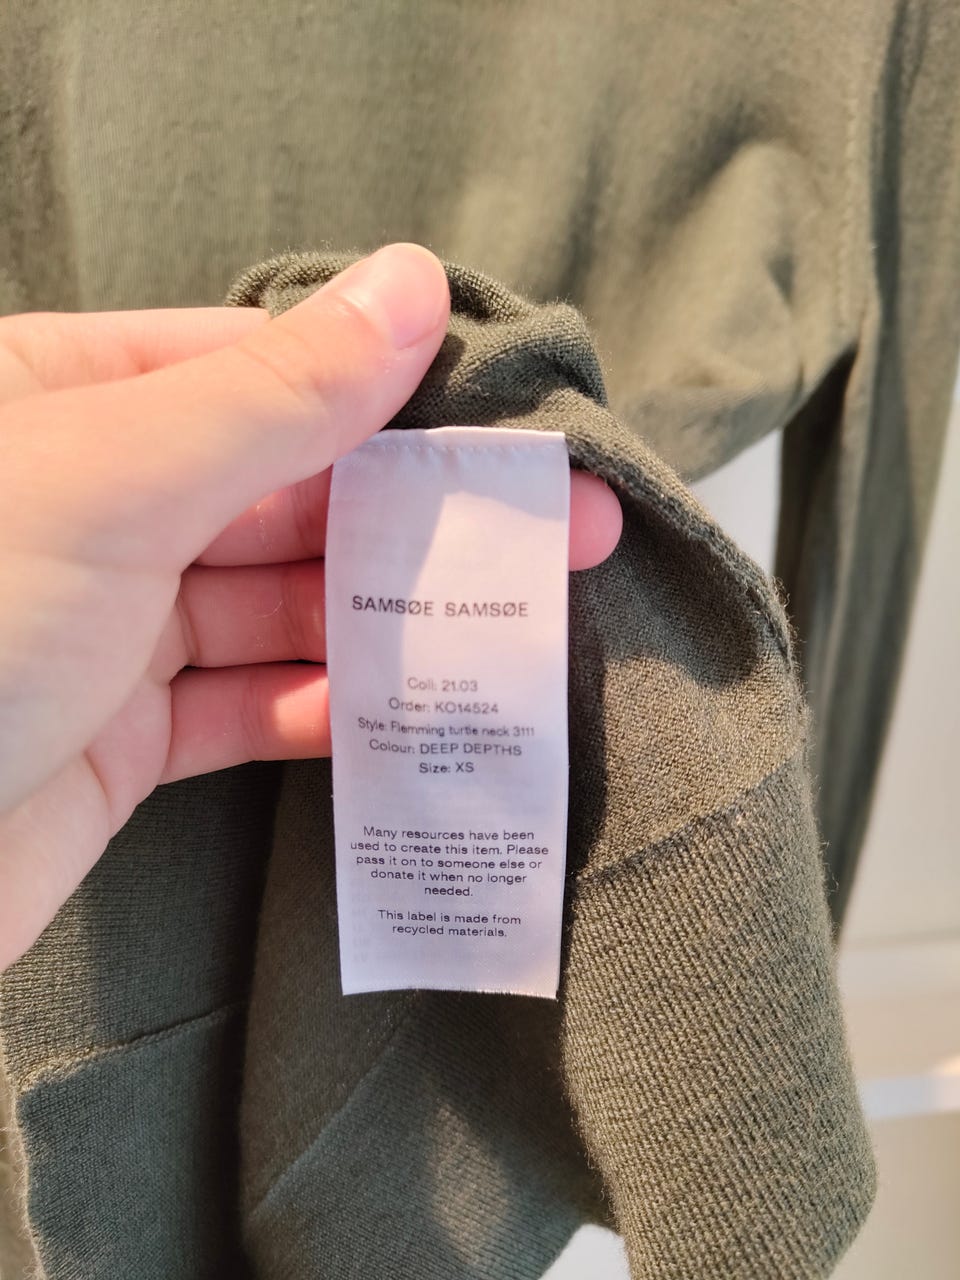 SAMSØE SAMSØE
Coll: 21.03
Order: KO14524
Style: Flemming turtle neck 3111
Colour: DEEP DEPTHS
Size: XS
Many resources have been
used to create this item. Please
pass it on to someone else or
donate it when no longer
needed.
This label is made from
recycled materials.